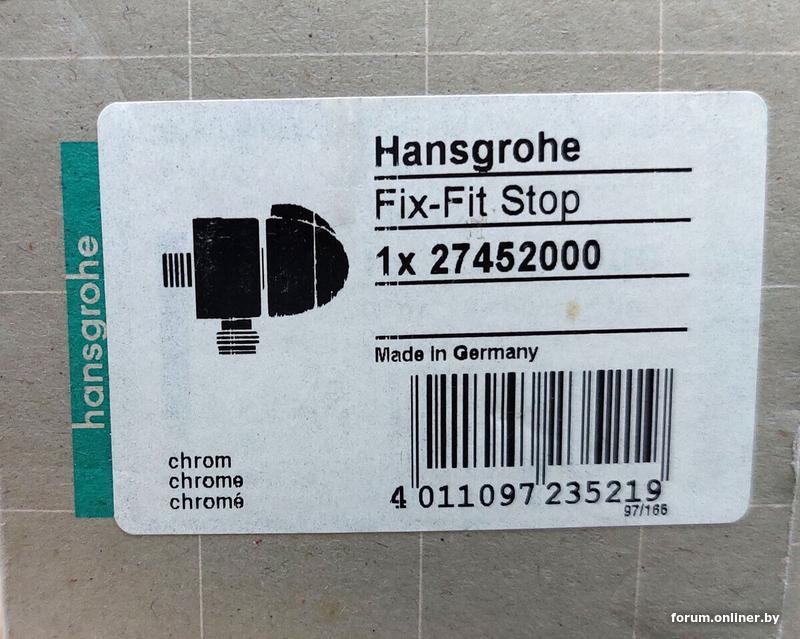 hansgrohe
Hansgrohe
Fix-Fit Stop
1x 27452000
Made in Germany
chrom
chrome
chromé
4 011097 235219
97/166
forum.onliner.by